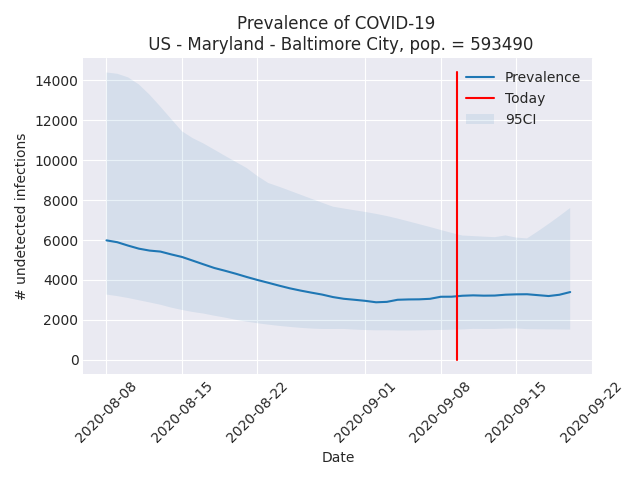 Prevalence of COVID-19
US - Maryland - Baltimore City, pop. = 593490
Prevalence
Today
95CI
14000
12000
10000
8000
6000
4000
2000
0
# undetected infections
2020-08-08
2020-08-15
2020-08-22
2020-09-01
2020-09-08
2020-09-15
2020-09-22
Date